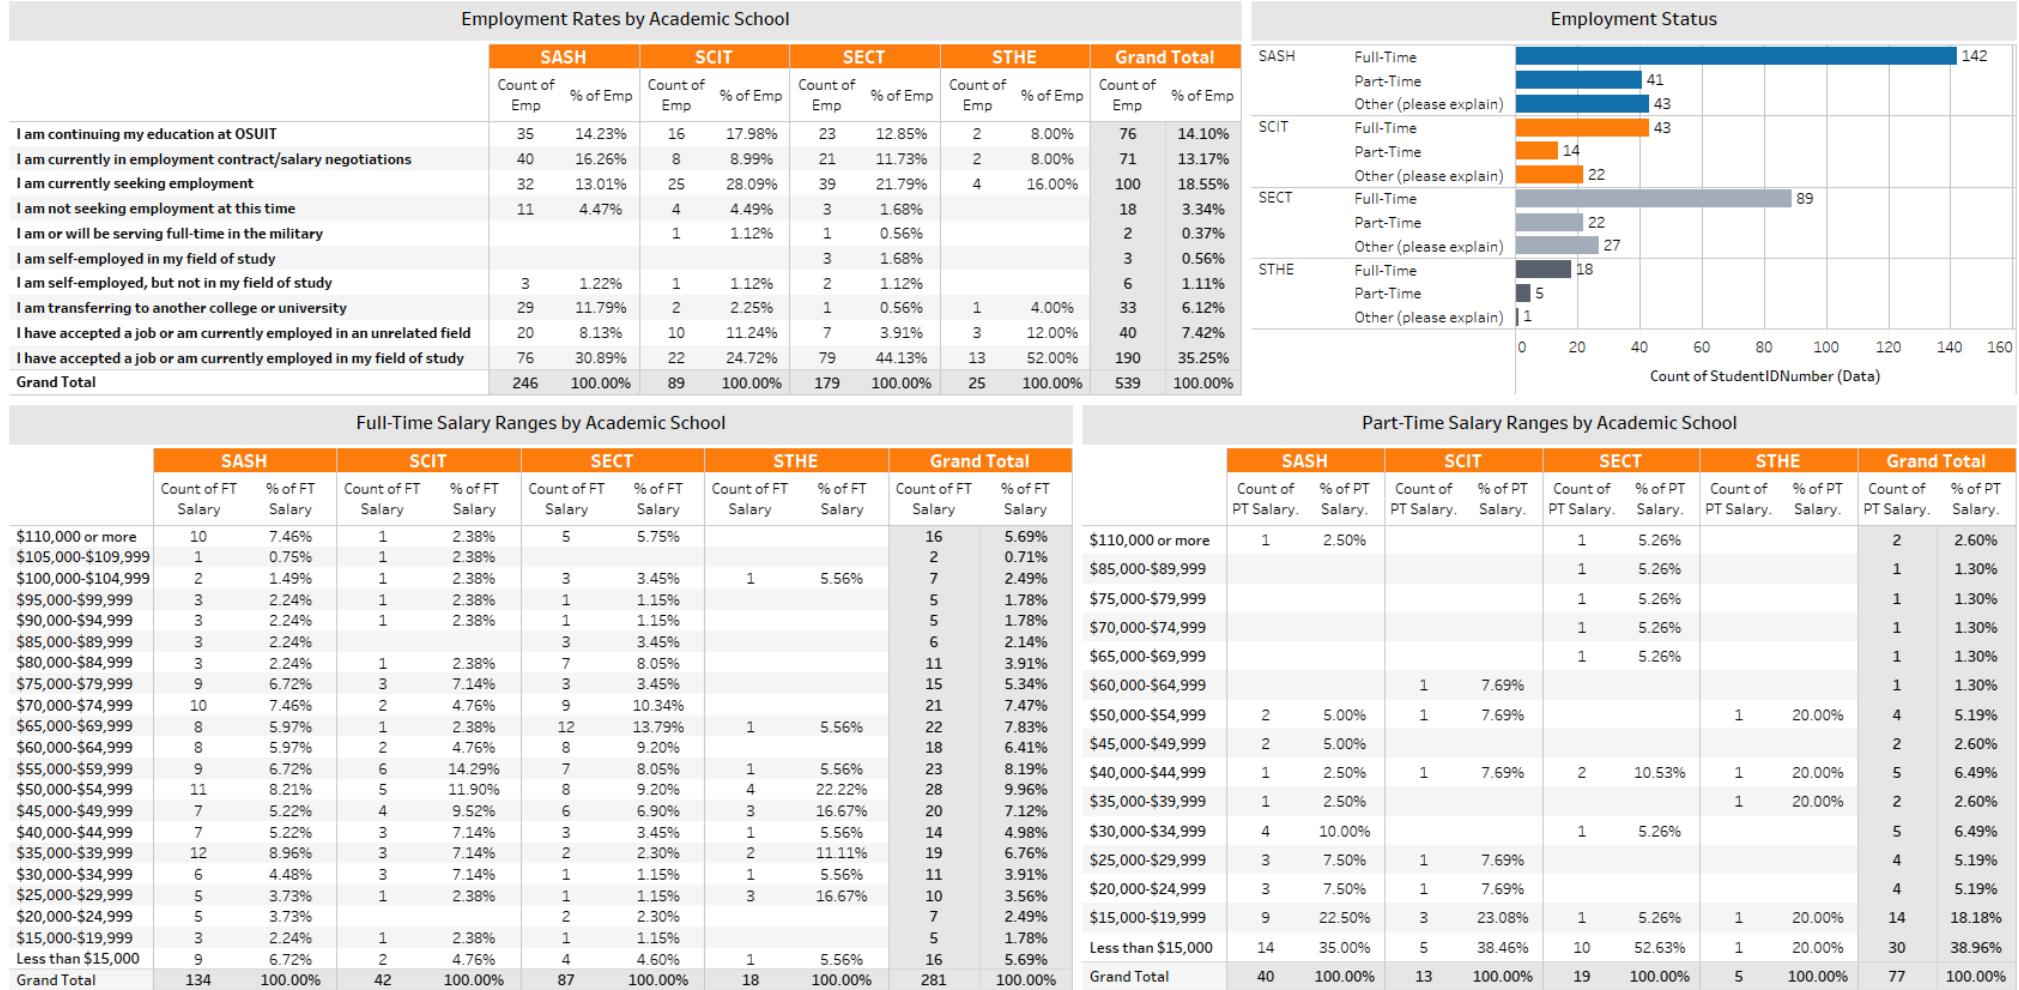 Employment Rates by Academic School
SASH SCIT SECT STHE Grand Total
Count of Emp % of Emp Count of Emp % of Emp Count of Emp % of Emp Count of Emp % of Emp Count of Emp % of Emp
I am continuing my education at OSUIT 35 14.23% 16 17.98% 23 12.85% 2 8.00% 76 14.10%
I am currently in employment contract/salary negotiations 40 16.26% 8 8.99% 21 11.73% 2 8.00% 71 13.17%
I am currently seeking employment 32 13.01% 25 28.09% 39 21.79% 4 16.00% 100 18.55%
I am not seeking employment at this time 11 4.47% 4 4.49% 3 1.68% 18 3.34%
I am or will be serving full-time in the military 1 1.12% 1 0.56% 2 0.37%
I am self-employed in my field of study 3 1.68% 3 0.56%
I am self-employed, but not in my field of study 3 1.22% 1 1.12% 2 1.12% 6 1.11%
I am transferring to another college or university 29 11.79% 2 2.25% 1 0.56% 1 4.00% 33 6.12%
I have accepted a job or am currently employed in an unrelated field 20 8.13% 10 11.24% 7 3.91% 3 12.00% 40 7.42%
I have accepted a job or am currently employed in my field of study 76 30.89% 22 24.72% 79 44.13% 13 52.00% 190 35.25%
Grand Total 246 100.00% 89 100.00% 179 100.00% 25 100.00% 539 100.00%
Employment Status
SASH Full-Time 142
Part-Time 41
Other (please explain) 43
SCIT Full-Time 43
Part-Time 14
Other (please explain) 22
SECT Full-Time 89
Part-Time 22
Other (please explain) 27
STHE Full-Time 18
Part-Time 5
Other (please explain) 1
0 20 40 60 80 100 120 140 160
Count of StudentIDNumber (Data)
Full-Time Salary Ranges by Academic School
SASH SCIT SECT STHE Grand Total
Count of FT Salary % of FT Salary Count of FT Salary % of FT Salary Count of FT Salary % of FT Salary Count of FT Salary % of FT Salary Count of FT Salary % of FT Salary
$110,000 or more 10 7.46% 1 2.38% 5 5.75% 16 5.69%
$105,000-$109,999 1 0.75% 1 2.38% 2 0.71%
$100,000-$104,999 2 1.49% 1 2.38% 3 3.45% 1 5.56% 7 2.49%
$95,000-$99,999 3 2.24% 1 2.38% 1 1.15% 5 1.78%
$90,000-$94,999 3 2.24% 1 2.38% 1 1.15% 5 1.78%
$85,000-$89,999 3 2.24% 3 3.45% 6 2.14%
$80,000-$84,999 3 2.24% 1 2.38% 7 8.05% 11 3.91%
$75,000-$79,999 9 6.72% 3 7.14% 3 3.45% 15 5.34%
$70,000-$74,999 10 7.46% 2 4.76% 9 10.34% 21 7.47%
$65,000-$69,999 8 5.97% 1 2.38% 12 13.79% 1 5.56% 22 7.83%
$60,000-$64,999 8 5.97% 2 4.76% 8 9.20% 18 6.41%
$55,000-$59,999 9 6.72% 6 14.29% 7 8.05% 1 5.56% 23 8.19%
$50,000-$54,999 11 8.21% 5 11.90% 8 9.20% 4 22.22% 28 9.96%
$45,000-$49,999 7 5.22% 4 9.52% 6 6.90% 3 16.67% 20 7.12%
$40,000-$44,999 7 5.22% 3 7.14% 3 3.45% 1 5.56% 14 4.98%
$35,000-$39,999 12 8.96% 3 7.14% 2 2.30% 2 11.11% 19 6.76%
$30,000-$34,999 6 4.48% 3 7.14% 1 1.15% 1 5.56% 11 3.91%
$25,000-$29,999 5 3.73% 1 2.38% 1 1.15% 3 16.67% 10 3.56%
$20,000-$24,999 5 3.73% 2 2.30% 7 2.49%
$15,000-$19,999 3 2.24% 1 2.38% 1 1.15% 5 1.78%
Less than $15,000 9 6.72% 2 4.76% 4 4.60% 1 5.56% 16 5.69%
Grand Total 134 100.00% 42 100.00% 87 100.00% 18 100.00% 281 100.00%
Part-Time Salary Ranges by Academic School
SASH SCIT SECT STHE Grand Total
Count of PT Salary. % of PT Salary. Count of PT Salary. % of PT Salary. Count of PT Salary. % of PT Salary. Count of PT Salary. % of PT Salary. Count of PT Salary. % of PT Salary.
$110,000 or more 1 2.50% 1 5.26% 2 2.60%
$85,000-$89,999 1 5.26% 1 1.30%
$75,000-$79,999 1 5.26% 1 1.30%
$70,000-$74,999 1 5.26% 1 1.30%
$65,000-$69,999 1 5.26% 1 1.30%
$60,000-$64,999 1 7.69% 1 1.30%
$50,000-$54,999 2 5.00% 1 7.69% 1 20.00% 4 5.19%
$45,000-$49,999 2 5.00% 2 2.60%
$40,000-$44,999 1 2.50% 1 7.69% 2 10.53% 1 20.00% 5 6.49%
$35,000-$39,999 1 2.50% 1 20.00% 2 2.60%
$30,000-$34,999 4 10.00% 1 5.26% 5 6.49%
$25,000-$29,999 3 7.50% 1 7.69% 4 5.19%
$20,000-$24,999 3 7.50% 1 7.69% 4 5.19%
$15,000-$19,999 9 22.50% 3 23.08% 1 5.26% 1 20.00% 14 18.18%
Less than $15,000 14 35.00% 5 38.46% 10 52.63% 1 20.00% 30 38.96%
Grand Total 40 100.00% 13 100.00% 19 100.00% 5 100.00% 77 100.00%